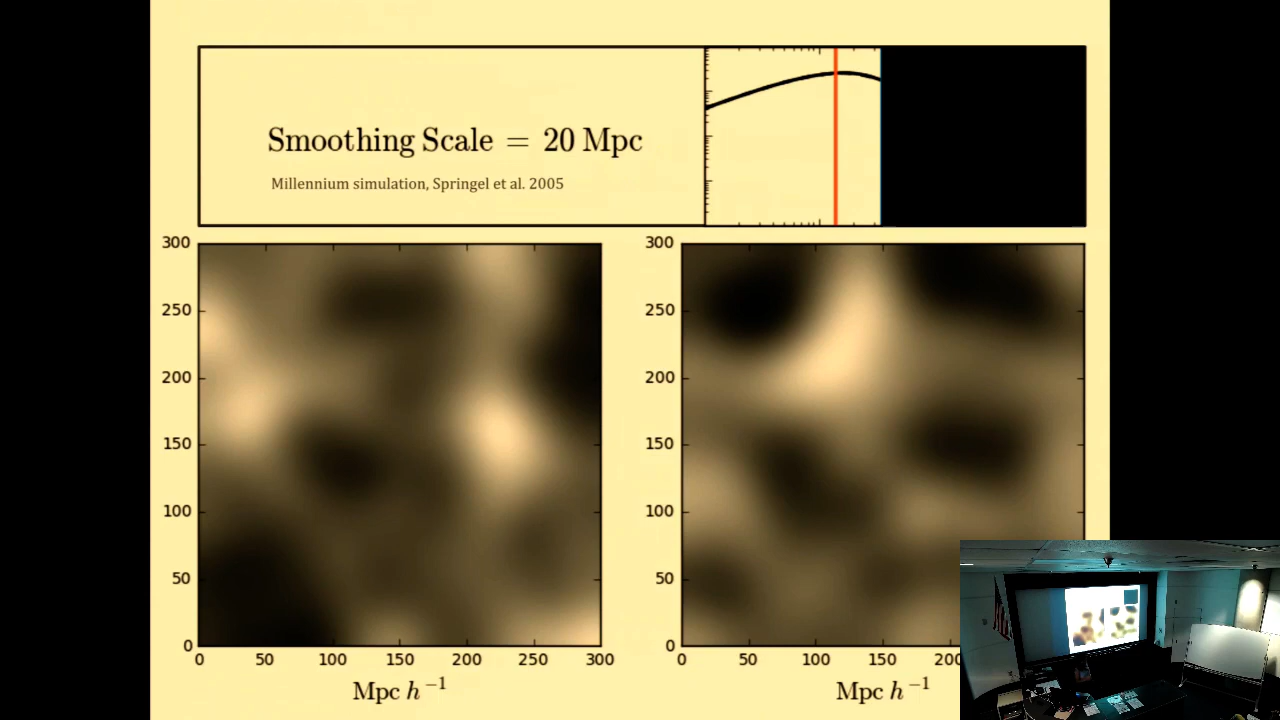 Smoothing Scale = 20 Mpc
Millennium simulation, Springel et al. 2005
300
250
200
150
100
50
0
0 50 100 150 200 250 300
Mpc h⁻¹
300
250
200
150
100
50
0
0 50 100 150 200
Mpc h⁻¹